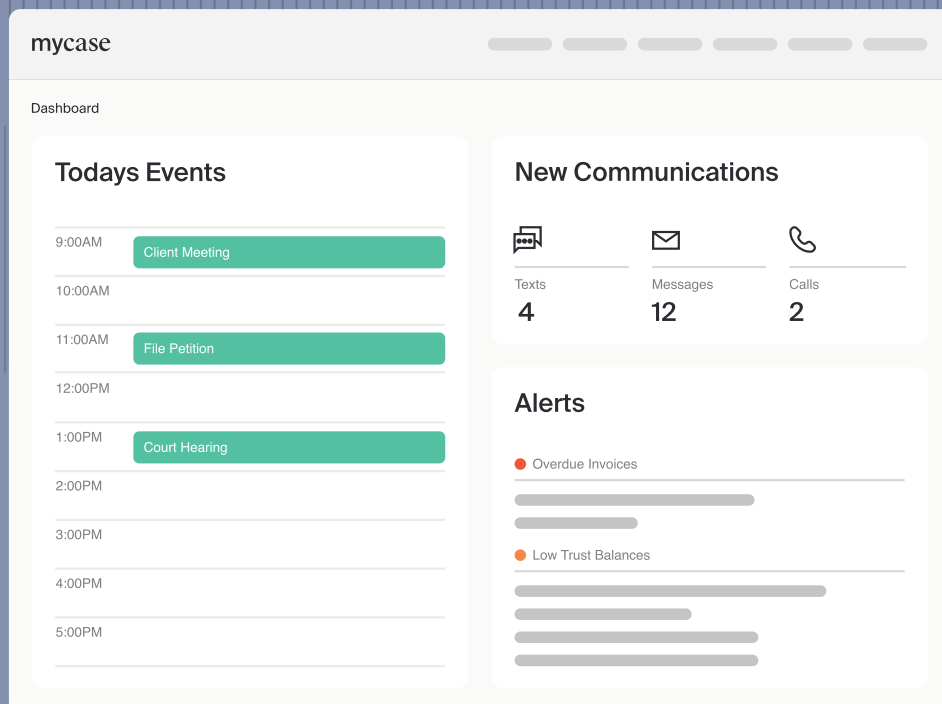 mycase
Dashboard
Todays Events
9:00AM
Client Meeting
10:00AM
11:00AM
File Petition
12:00PM
1:00PM
Court Hearing
2:00PM
3:00PM
4:00PM
5:00PM
New Communications
Texts
4
Messages
12
Calls
2
Alerts
Overdue Invoices
Low Trust Balances